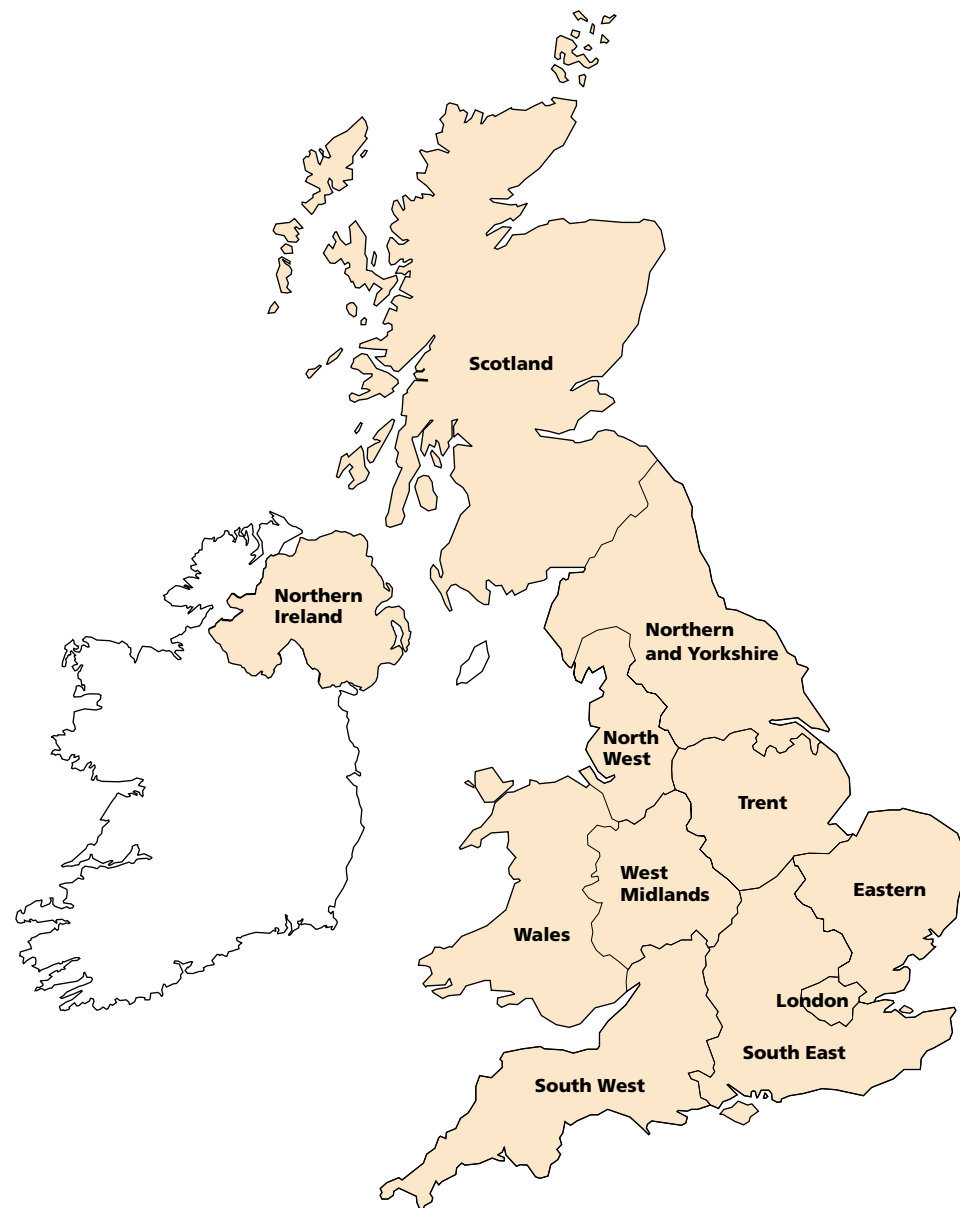 Scotland
Northern
Ireland
Northern
and Yorkshire
North
West
Trent
West
Midlands
Eastern
Wales
London
South East
South West